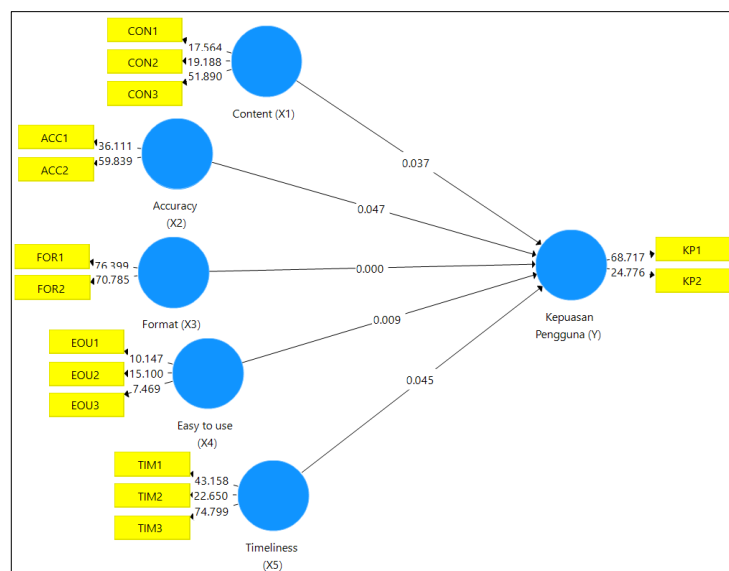 CON1
17.564
CON2
19.188
51.890
CON3
Content (X1)
0.037
ACC1
36.111
ACC2
59.839
Accuracy
(X2)
0.047
FOR1
76.399
FOR2
70.785
Format (X3)
0.000
68.717
KP1
24.776
KP2
Kepuasan
Pengguna (Y)
0.009
EOU1
10.147
EOU2
15.100
EOU3
7.469
Easy to use
(X4)
0.045
TIM1
43.158
TIM2
22.650
TIM3
74.799
Timeliness
(X5)